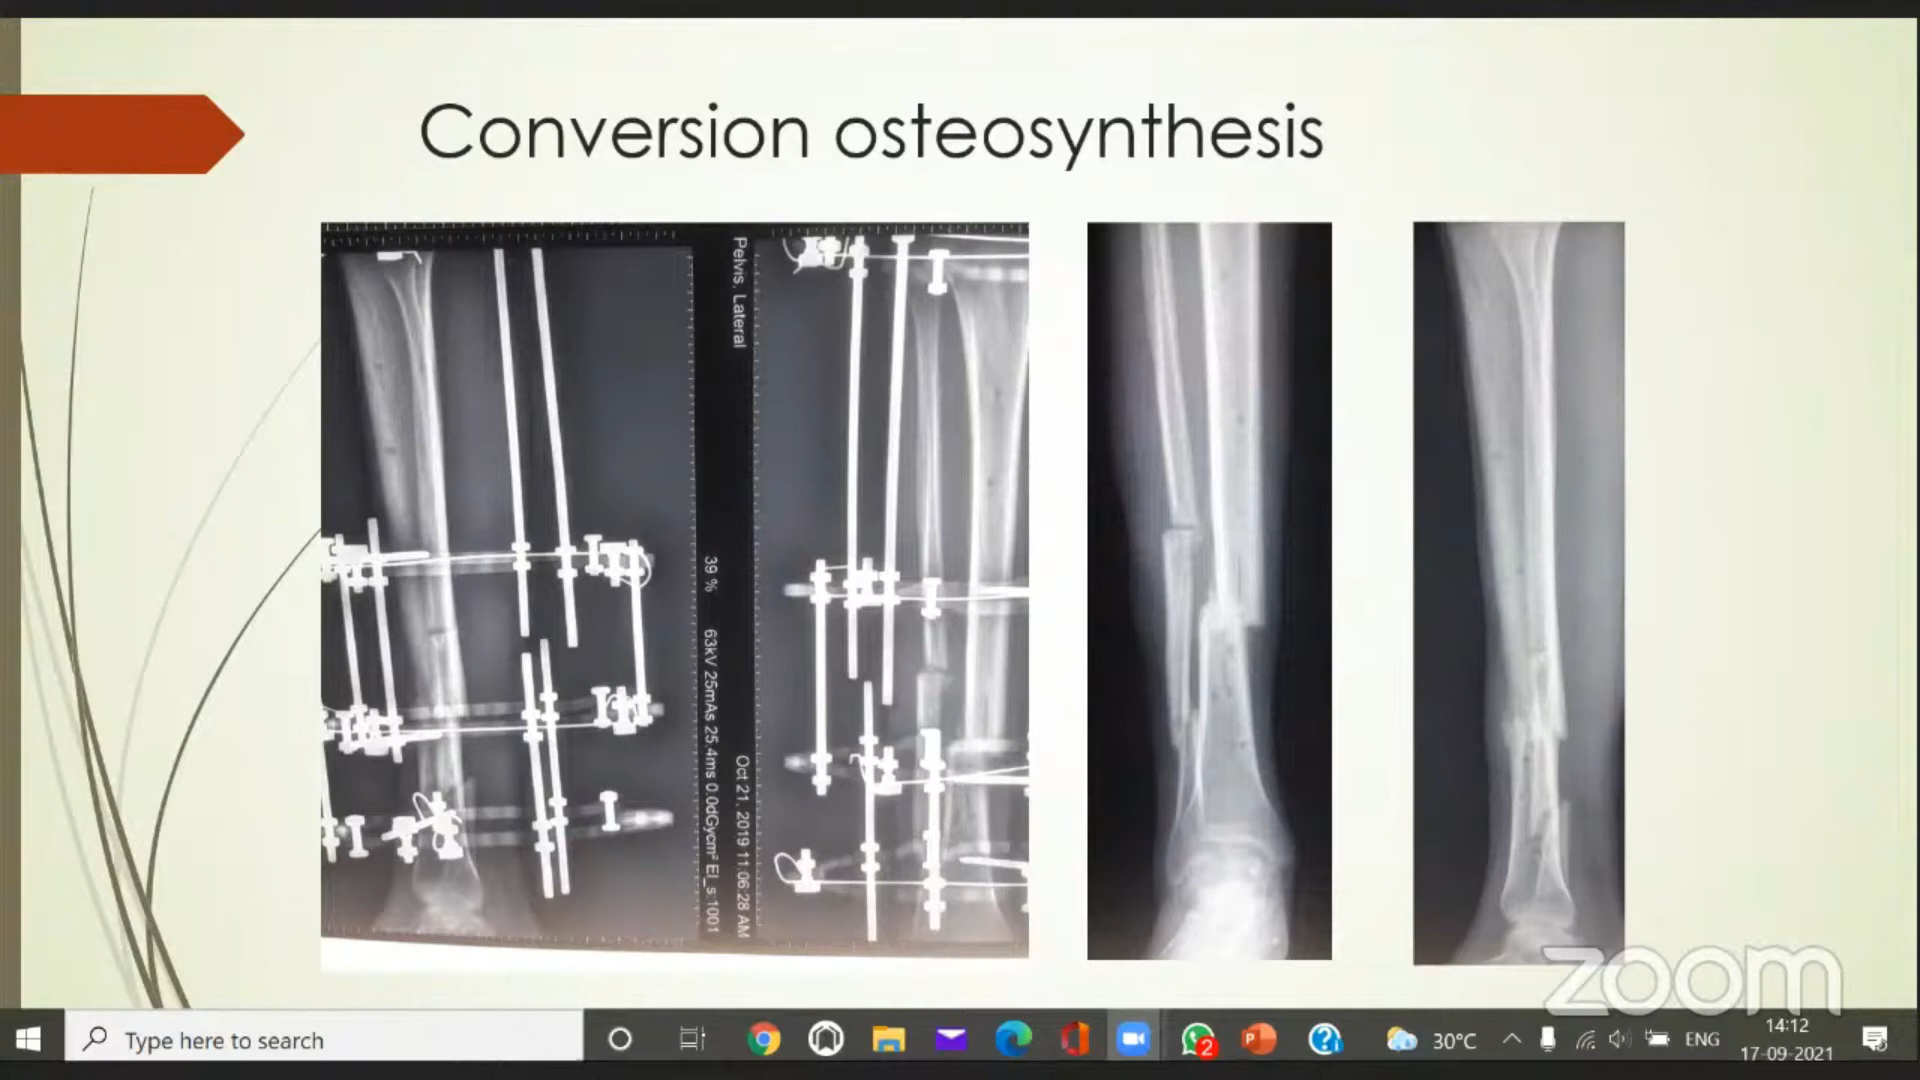 Conversion osteosynthesis
Pelvis, Lateral
39 % 63kV 25mAs 25.4ms 0.0dGycm² EI_s:1001
Oct 21, 2019 11:06:28 AM
zoom
Type here to search
2
30°C
ENG
14:12
17-09-2021